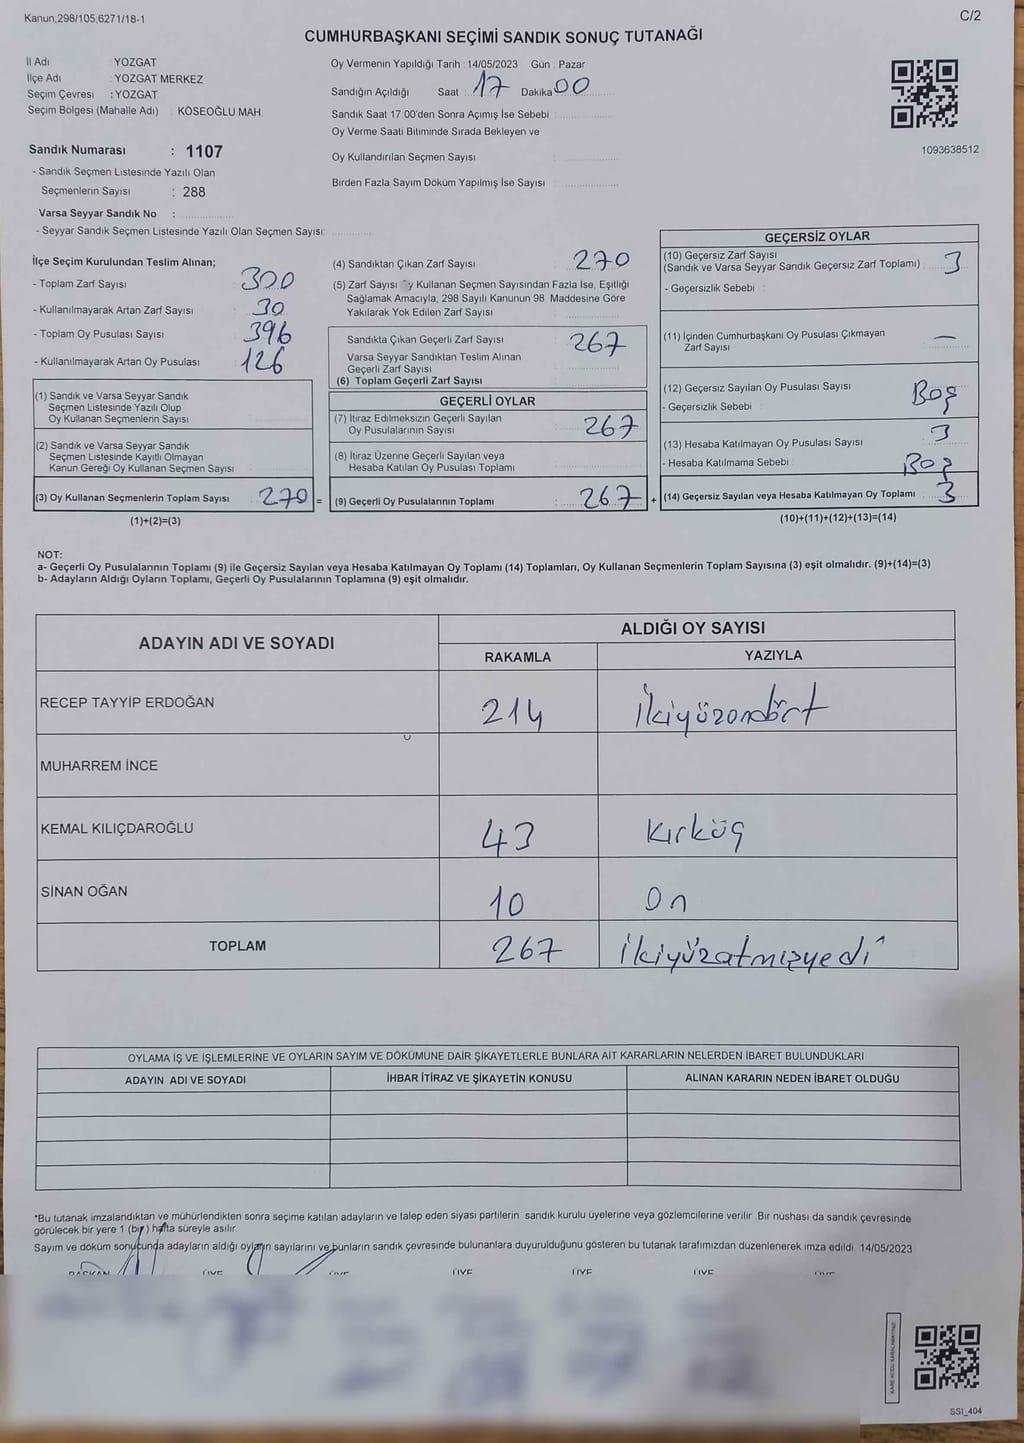 Kanun,298/105,6271/18-1
C/2
CUMHURBAŞKANI SEÇİMİ SANDIK SONUÇ TUTANAĞI
İl Adı YOZGAT
İlçe Adı : YOZGAT MERKEZ
Seçim Çevresi : YOZGAT
Seçim Bölgesi (Mahalle Adı) : KÖSEOĞLU MAH.
Sandık Numarası : 1107
- Sandık Seçmen Listesinde Yazılı Olan
Seçmenlerin Sayısı : 288
Varsa Seyyar Sandık No :
- Seyyar Sandık Seçmen Listesinde Yazılı Olan Seçmen Sayısı:
Oy Vermenin Yapıldığı Tarih : 14/05/2023 Gün : Pazar
Sandığın Açıldığı Saat : 17 Dakika 00
Sandık Saat 17:00'den Sonra Açımış İse Sebebi :
Oy Verme Saati Bitiminde Sırada Bekleyen ve
Oy Kullandırılan Seçmen Sayısı :
Birden Fazla Sayım Döküm Yapılmış İse Sayısı :
1093638512
İlçe Seçim Kurulundan Teslim Alınan;
- Toplam Zarf Sayısı : 300
- Kullanılmayarak Artan Zarf Sayısı : 30
- Toplam Oy Pusulası Sayısı : 396
- Kullanılmayarak Artan Oy Pusulası : 126
(1) Sandık ve Varsa Seyyar Sandık
Seçmen Listesinde Yazılı Olup
Oy Kullanan Seçmenlerin Sayısı
(2) Sandık ve Varsa Seyyar Sandık
Seçmen Listesinde Kayıtlı Olmayan
Kanun Gereği Oy Kullanan Seçmen Sayısı
(3) Oy Kullanan Seçmenlerin Toplam Sayısı : 270 =
(1)+(2)=(3)
(4) Sandıktan Çıkan Zarf Sayısı : 270
(5) Zarf Sayısı Oy Kullanan Seçmen Sayısından Fazla İse, Eşitliği
Sağlamak Amacıyla, 298 Sayılı Kanunun 98. Maddesine Göre
Yakılarak Yok Edilen Zarf Sayısı :
Sandıkta Çıkan Geçerli Zarf Sayısı : 267
Varsa Seyyar Sandıktan Teslim Alınan
Geçerli Zarf Sayısı
(6) Toplam Geçerli Zarf Sayısı
GEÇERLİ OYLAR
(7) İtiraz Edilmeksizin Geçerli Sayılan
Oy Pusulalarının Sayısı : 267
(8) İtiraz Üzerine Geçerli Sayılan veya
Hesaba Katılan Oy Pusulası Toplamı
(9) Geçerli Oy Pusulalarının Toplamı : 267 +
GEÇERSİZ OYLAR
(10) Geçersiz Zarf Sayısı
(Sandık ve Varsa Seyyar Sandık Geçersiz Zarf Toplamı) : 3
- Geçersizlik Sebebi :
(11) İçinden Cumhurbaşkanı Oy Pusulası Çıkmayan
Zarf Sayısı : —
(12) Geçersiz Sayılan Oy Pusulası Sayısı : Boş
- Geçersizlik Sebebi :
(13) Hesaba Katılmayan Oy Pusulası Sayısı : 3
- Hesaba Katılmama Sebebi : Boş
(14) Geçersiz Sayılan veya Hesaba Katılmayan Oy Toplamı : 3
(10)+(11)+(12)+(13)=(14)
NOT:
a- Geçerli Oy Pusulalarının Toplamı (9) ile Geçersiz Sayılan veya Hesaba Katılmayan Oy Toplamı (14) Toplamları, Oy Kullanan Seçmenlerin Toplam Sayısına (3) eşit olmalıdır. (9)+(14)=(3)
b- Adayların Aldığı Oyların Toplamı, Geçerli Oy Pusulalarının Toplamına (9) eşit olmalıdır.
ADAYIN ADI VE SOYADI ALDIĞI OY SAYISI
RAKAMLA YAZIYLA
RECEP TAYYİP ERDOĞAN 214 İkiyüzondört
MUHARREM İNCE
KEMAL KILIÇDAROĞLU 43 Kırküç
SİNAN OĞAN 10 On
TOPLAM 267 İkiyüzatmışyedi
OYLAMA İŞ VE İŞLEMLERİNE VE OYLARIN SAYIM VE DÖKÜMÜNE DAİR ŞİKAYETLERLE BUNLARA AİT KARARLARIN NELERDEN İBARET BULUNDUKLARI
ADAYIN ADI VE SOYADI İHBAR İTİRAZ VE ŞİKAYETİN KONUSU ALINAN KARARIN NEDEN İBARET OLDUĞU
*Bu tutanak imzalandıktan ve mühürlendikten sonra seçime katılan adayların ve talep eden siyasi partilerin sandık kurulu üyelerine veya gözlemcilerine verilir. Bir nüshası da sandık çevresinde
görülecek bir yere 1 (bir) hafta süreyle asılır.
Sayım ve döküm sonucunda adayların aldığı oyların sayılarını ve bunların sandık çevresinde bulunanlara duyurulduğunu gösteren bu tutanak tarafımızdan düzenlenerek imza edildi. 14/05/2023
BAŞKAN ÜYE ÜYE ÜYE ÜYE ÜYE ÜYE
SSI_404